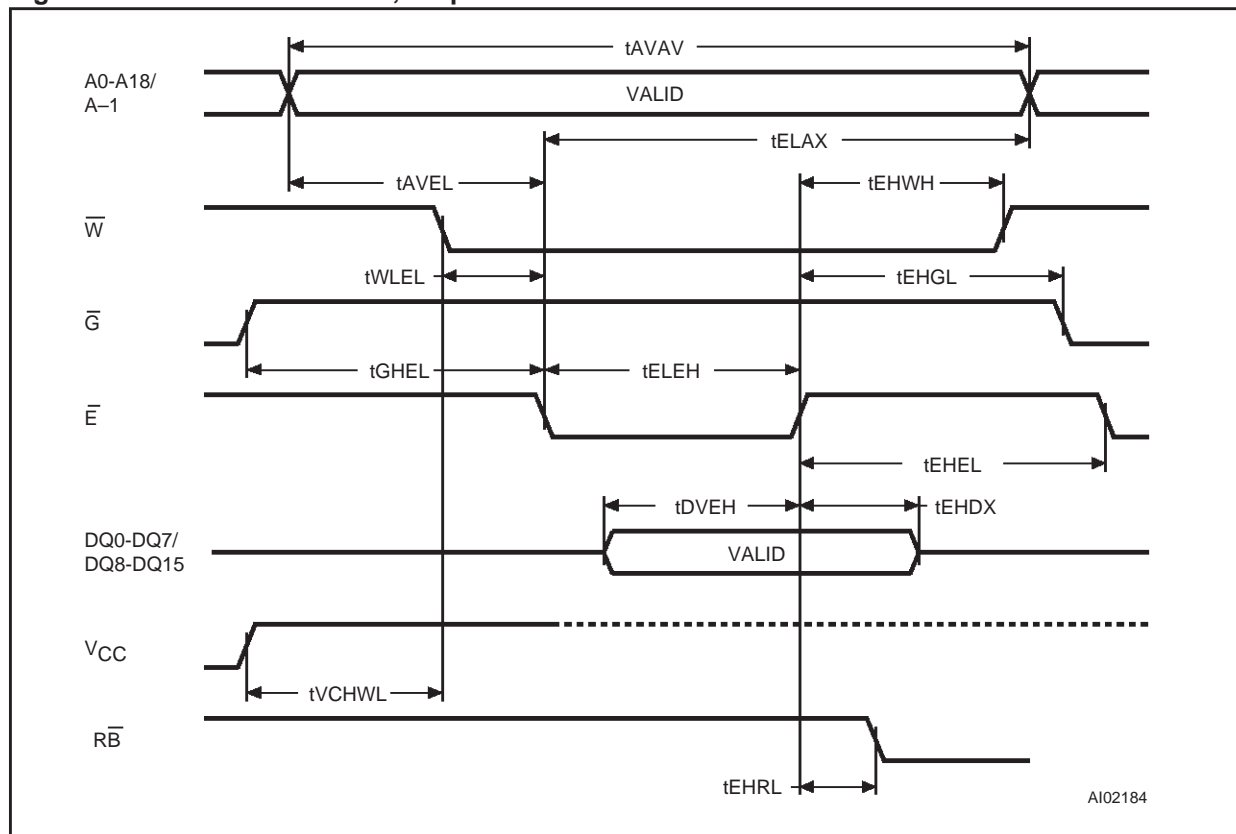 tAVAV
A0-A18/
A–1
VALID
tELAX
tAVEL
tEHWH
W̅
tWLEL
tEHGL
G̅
tGHEL
tELEH
E̅
tEHEL
tDVEH
tEHDX
DQ0-DQ7/
DQ8-DQ15
VALID
VCC
tVCHWL
RB̅
tEHRL
AI02184